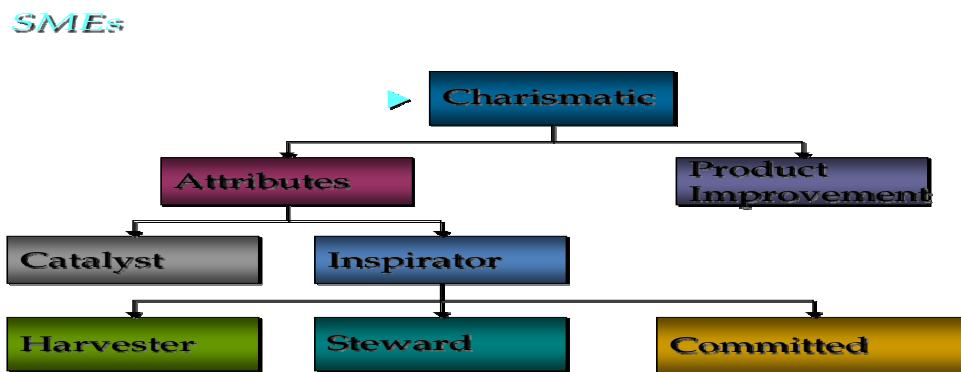 SMEs
Charismatic
Attributes
Product
Improvement
Catalyst
Inspirator
Harvester
Steward
Committed